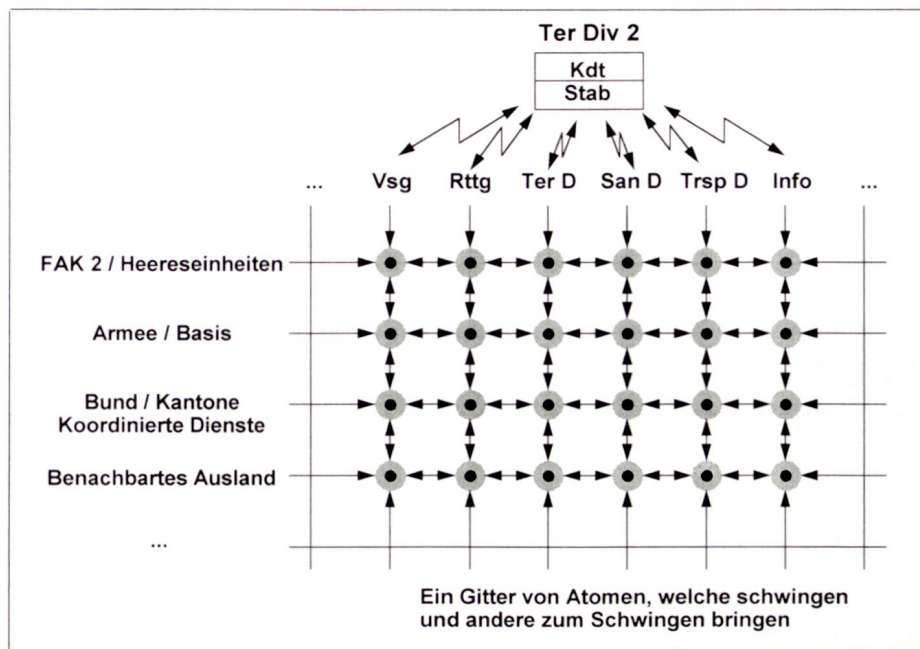 Ter Div 2
Kdt
Stab
... Vsg Rttg Ter D San D Trsp D Info ...
FAK 2 / Heereseinheiten
Armee / Basis
Bund / Kantone
Koordinierte Dienste
Benachbartes Ausland
...
Ein Gitter von Atomen, welche schwingen
und andere zum Schwingen bringen